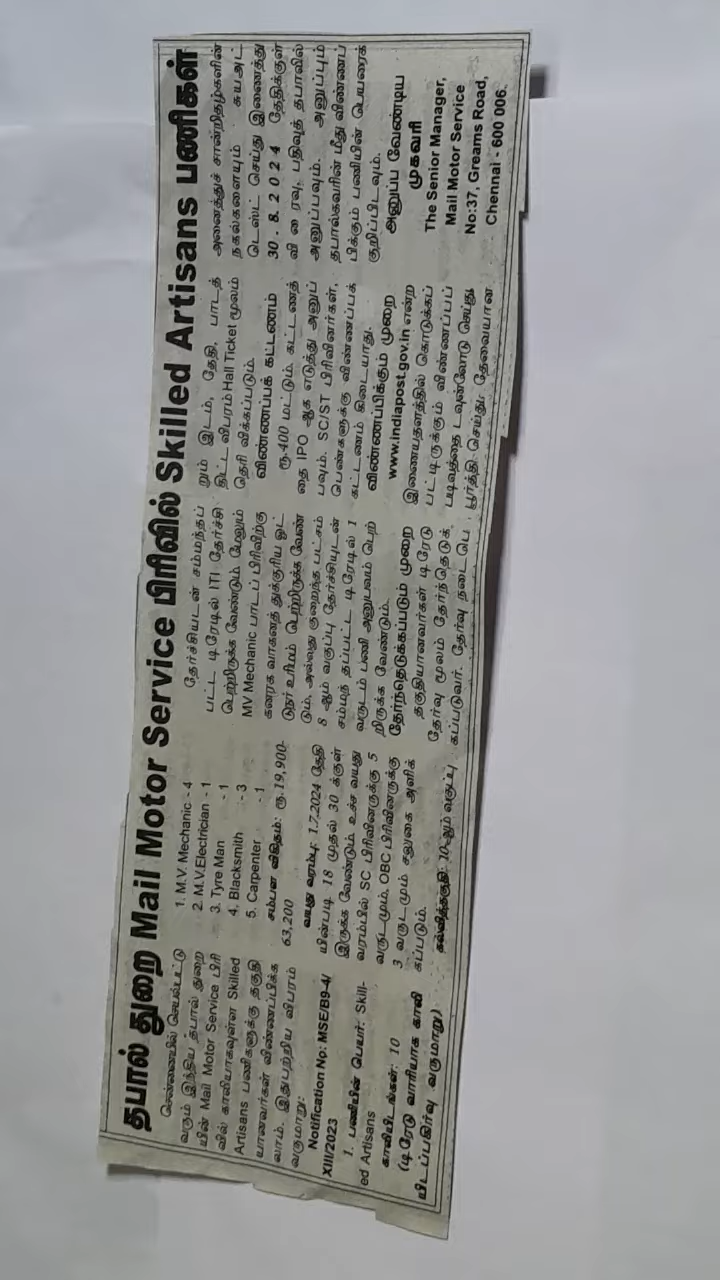 தபால் துறை Mail Motor Service பிரிவில் Skilled Artisans பணிகள்
சென்னையில் செயல்பட்டு
வரும் இந்திய தபால் துறை
யின் Mail Motor Service பிரி
வில் காலியாகவுள்ள Skilled
Artisans பணிகளுக்கு தகுதி
யானவர்கள் விண்ணப்பிக்க
லாம். இதுபற்றிய விபரம்
வருமாறு:
Notification No: MSE/B9-4/
XIII/2023
1. பணியின் பெயர்: Skill-
ed Artisans
காலியிடங்கள்: 10
(டிரேடு வாரியாக காலி
யிடப்பகிர்வு வருமாறு)
1. M.V. Mechanic - 4
2. M.V.Electrician - 1
3. Tyre Man - 1
4. Blacksmith - 3
5. Carpenter - 1
சம்பள விகிதம்: ரூ.19,900-
63,200
வயது வரம்பு: 1.7.2024 தேதி
யின்படி 18 முதல் 30 க்குள்
இருக்க வேண்டும். உச்ச வயது
வரம்பில் SC பிரிவினருக்கு 5
வருடமும், OBC பிரிவினருக்கு
3 வருடமும் சலுகை அளிக்
கப்படும்.
கல்வித்தகுதி: 10-ஆம் வகுப்பு
தேர்ச்சியுடன் சம்மந்தப்
பட்ட டிரேடில் ITI தேர்ச்சி
பெற்றிருக்க வேண்டும் மேலும்
MV Mechanic பாடப் பிரிவிற்கு
கனரக வாகனத் துக்குரிய ஓட்
டுநர் உரிமம் பெற்றிருக்க வேண்
டும். அல்லது குறைந்த பட்சம்
8 ஆம் வகுப்பு தேர்ச்சியுடன்
சம்மந் தப்பட்ட டிரேடில் 1
வருடம் பணி அனுபவம் பெற்
றிருக்க வேண்டும்.
தேர்ந்தெடுக்கப்படும் முறை
தகுதியானவர்கள் டிரேடு
தேர்வு மூலம் தேர்ந்தெடுக்
கப்படுவர். தேர்வு நடை பெ
றும் இடம், தேதி, பாடத்
திட்ட விபரம் Hall Ticket மூலம்
தெரி விக்கப்படும்.
விண்ணப்பக் கட்டணம்
ரூ.400 மட்டும். கட்டணத்
தை IPO ஆக எடுத்து அனுப்
பவும். SC/ST பிரிவினர்கள்,
பெண்களுக்கு விண்ணப்பக்
கட்டணம் கிடையாது.
விண்ணப்பிக்கும் முறை
www.indiapost.gov.in என்ற
இணையதளத்தில் கொடுக்கப்
பட்டிருக்கும் விண்ணப்பப்
படிவத்தை டவுன்லோடு செய்து
பூர்த்தி செய்து தேவையான
அனைத்துச் சான்றிதழ்களின்
நகல்களையும் சுயஅட்
டெஸ்ட் செய்து இணைத்து
30.8.2024 தேதிக்குள்
விரைவு, பதிவுத் தபாலில்
அனுப்பவும். அனுப்பும்
தபால்கவரின் மீது விண்ணப்
பிக்கும் பணியின் பெயரைக்
குறிப்பிடவும்.
அனுப்ப வேண்டிய
முகவரி
The Senior Manager,
Mail Motor Service
No:37, Greams Road,
Chennai - 600 006.